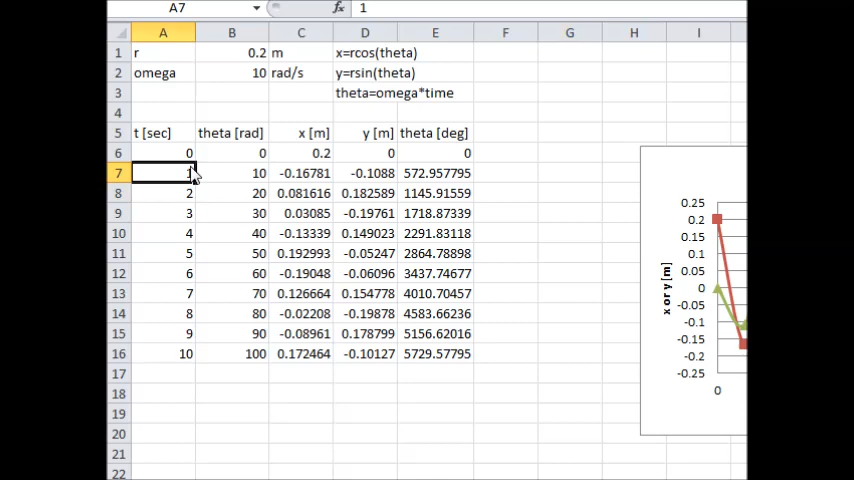 A7 fx 1
A B C D E F G H I
1 r 0.2 m x=rcos(theta)
2 omega 10 rad/s y=rsin(theta)
3 theta=omega*time
4
5 t [sec] theta [rad] x [m] y [m] theta [deg]
6 0 0 0.2 0 0
7 1 10 -0.16781 -0.1088 572.957795
8 2 20 0.081616 0.182589 1145.91559
9 3 30 0.03085 -0.19761 1718.87339
10 4 40 -0.13339 0.149023 2291.83118
11 5 50 0.192993 -0.05247 2864.78898
12 6 60 -0.19048 -0.06096 3437.74677
13 7 70 0.126664 0.154778 4010.70457
14 8 80 -0.02208 -0.19878 4583.66236
15 9 90 -0.08961 0.178799 5156.62016
16 10 100 0.172464 -0.10127 5729.57795
17
18
19
20
21
22
x or y [m]
0.25
0.2
0.15
0.1
0.05
0
-0.05
-0.1
-0.15
-0.2
-0.25
0